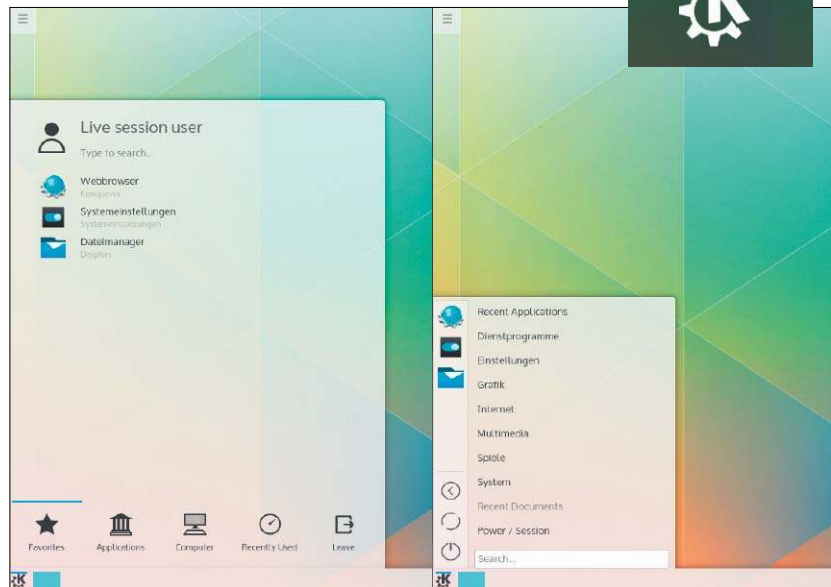 Live session user
Type to search...
Webbrowser
Konqueror
Systemeinstellungen
Systemeinstellungen
Dateimanager
Dolphin
Favorites
Applications
Computer
Recently Used
Leave
Recent Applications
Dienstprogramme
Einstellungen
Grafik
Internet
Multimedia
Spiele
System
Recent Documents
Power / Session
Search...